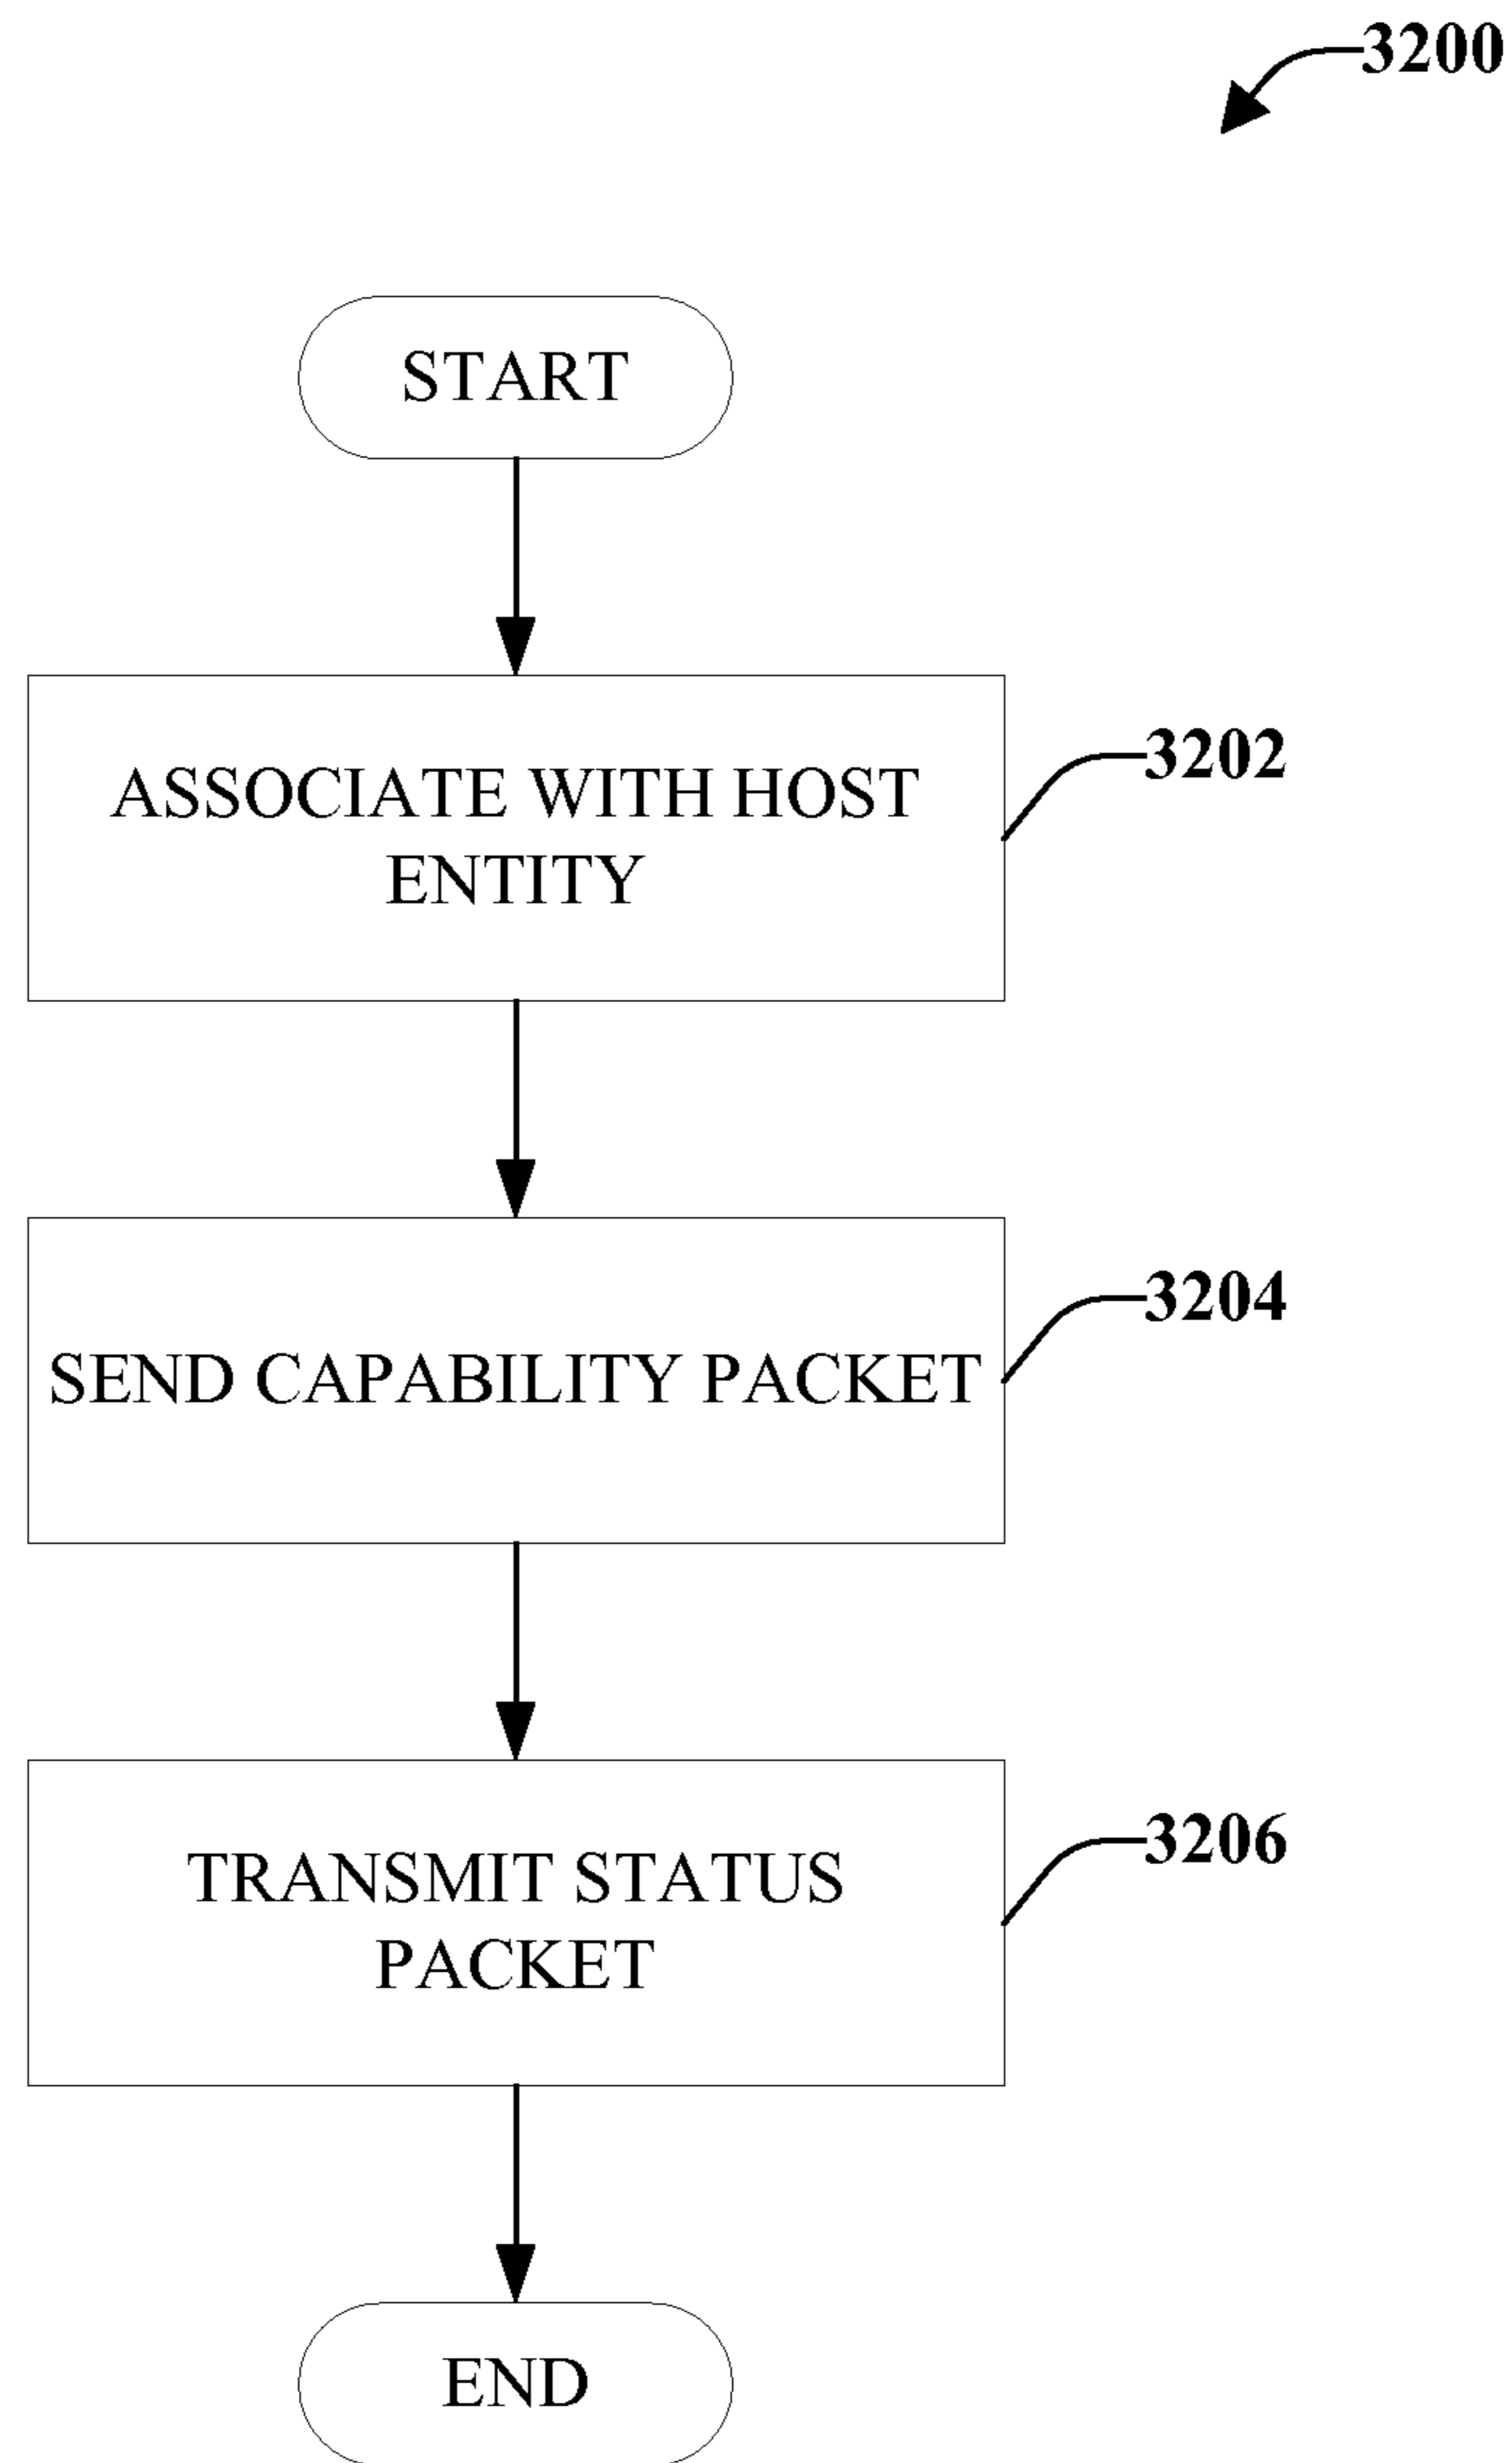 3200
START
ASSOCIATE WITH HOST
ENTITY
3202
SEND CAPABILITY PACKET
3204
TRANSMIT STATUS
PACKET
3206
END